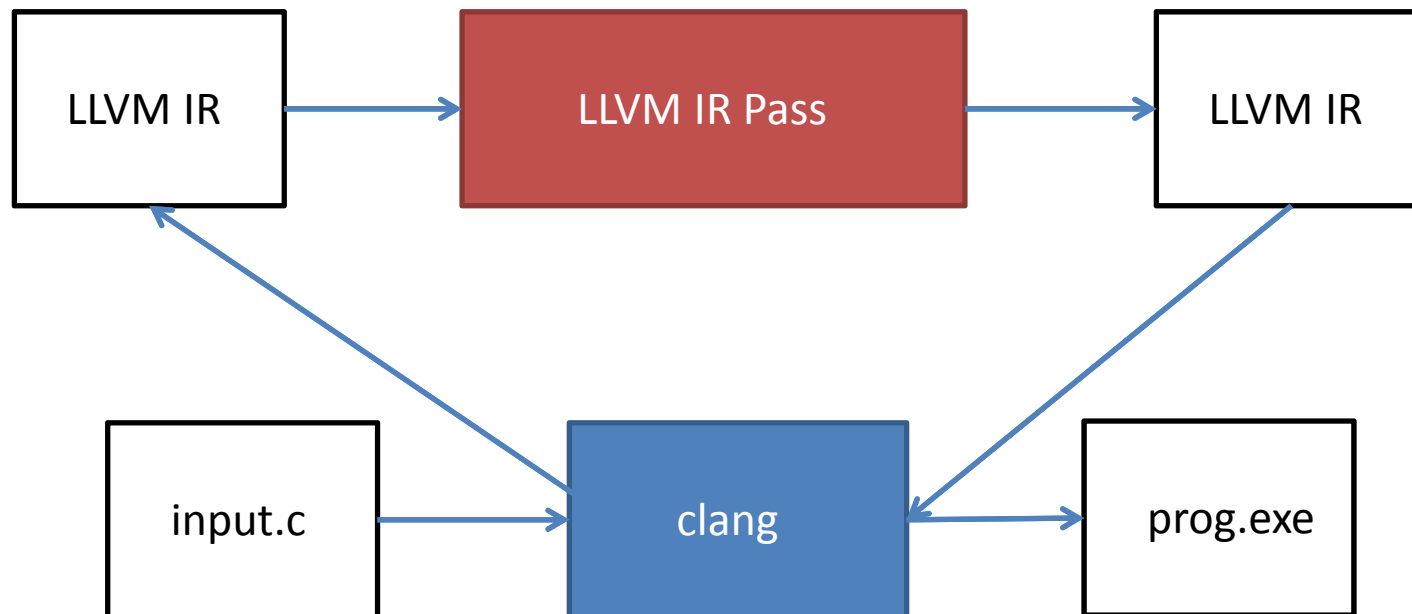 LLVM IR
LLVM IR Pass
LLVM IR
input.c
clang
prog.exe